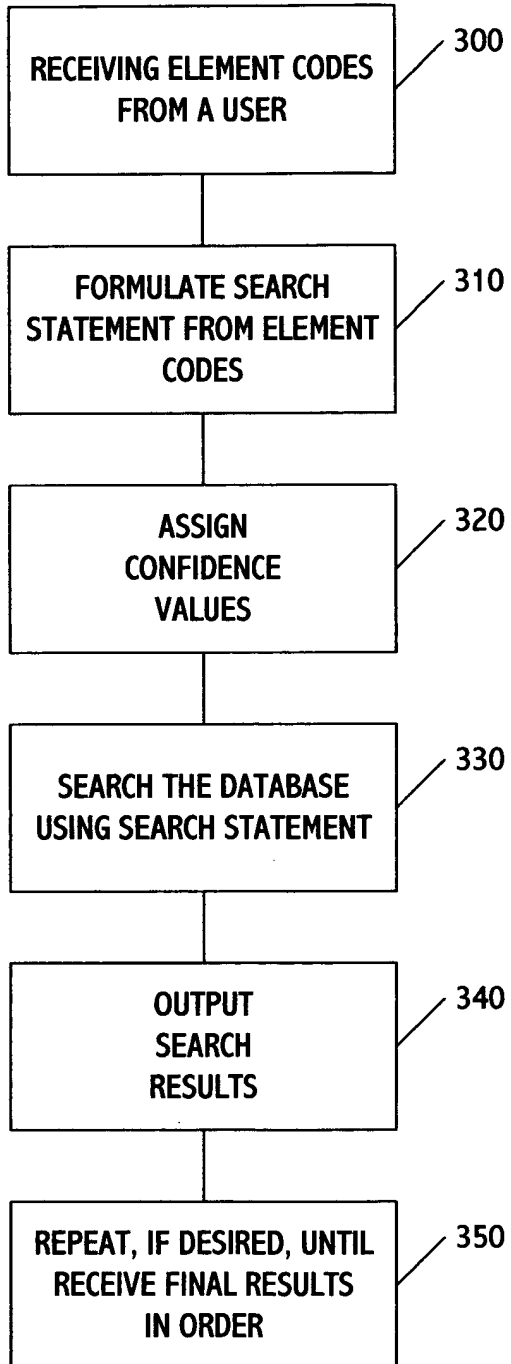 RECEIVING ELEMENT CODES
FROM A USER
300
FORMULATE SEARCH
STATEMENT FROM ELEMENT
CODES
310
ASSIGN
CONFIDENCE
VALUES
320
SEARCH THE DATABASE
USING SEARCH STATEMENT
330
OUTPUT
SEARCH
RESULTS
340
REPEAT, IF DESIRED, UNTIL
RECEIVE FINAL RESULTS
IN ORDER
350